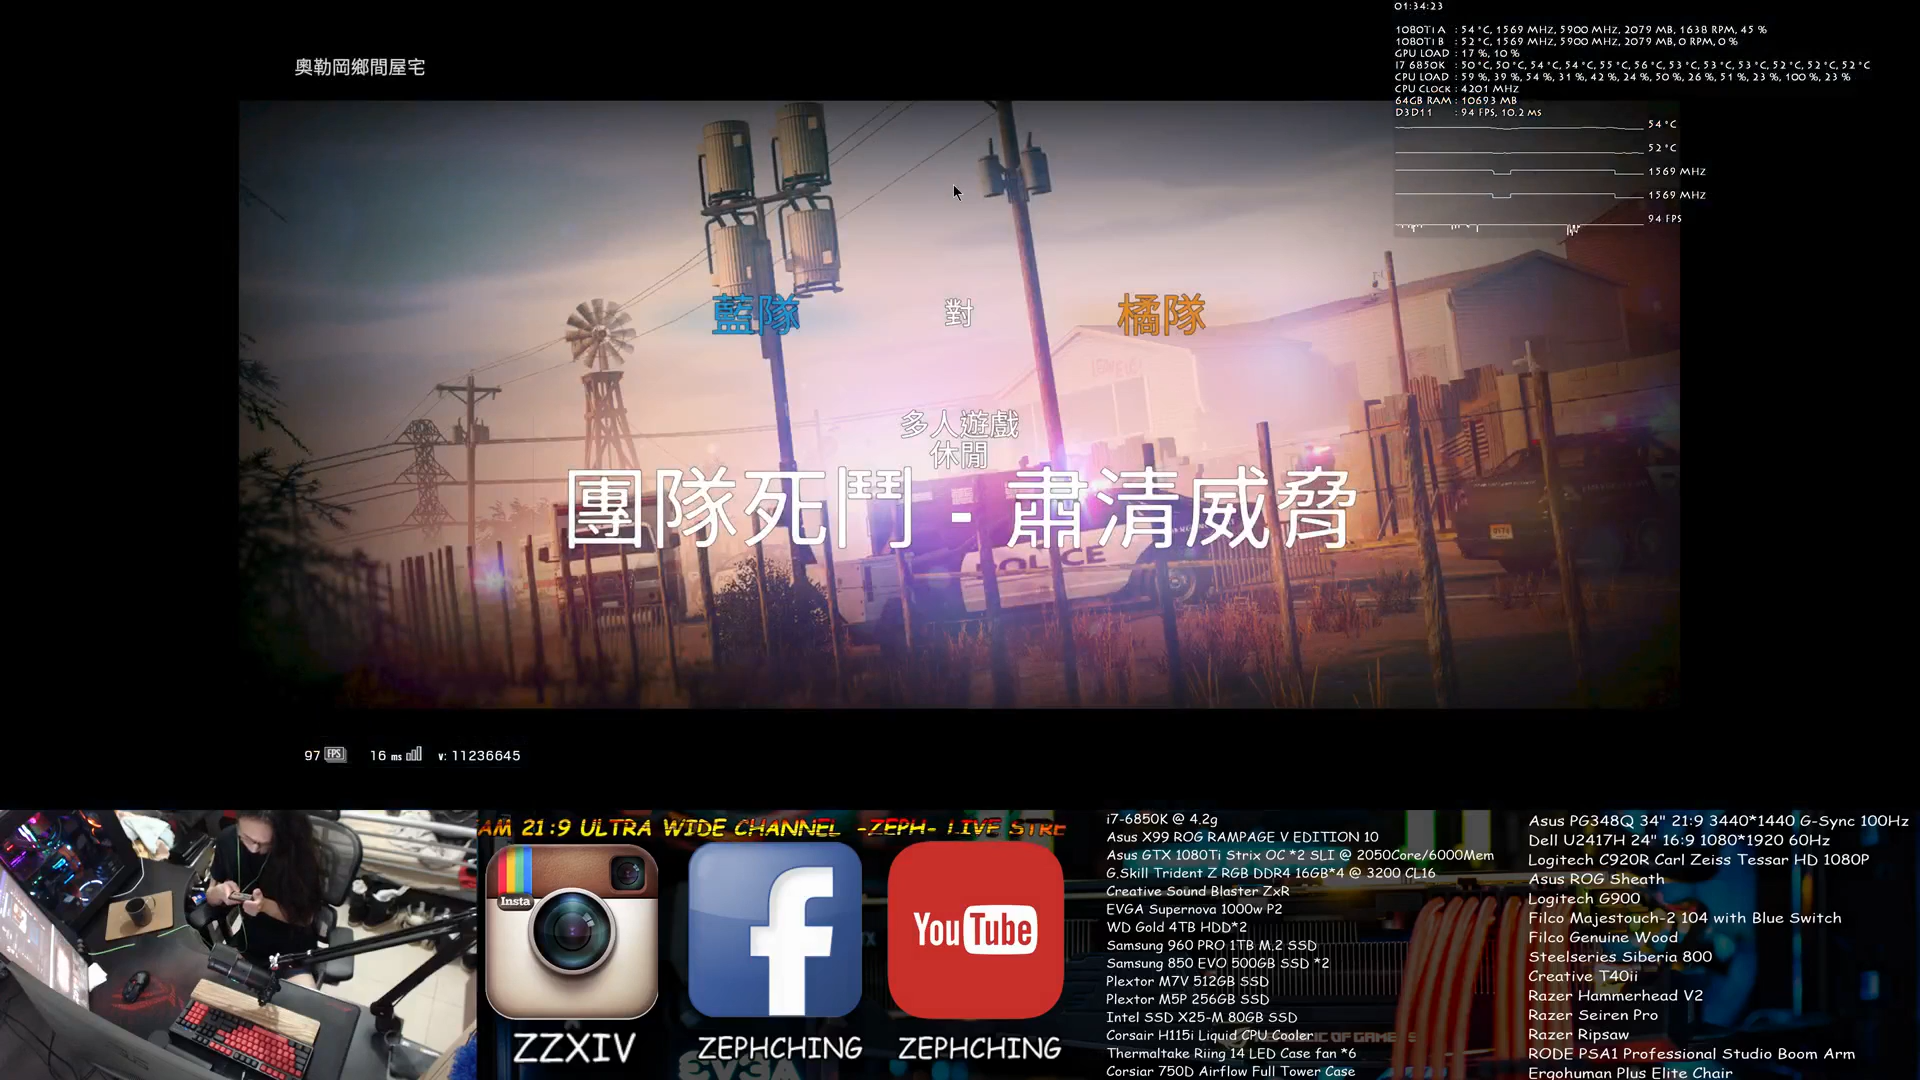 奧勒岡鄉間屋宅
01:34:23
1080TI A : 54 °C, 1569 MHZ, 5900 MHZ, 2079 MB, 1638 RPM, 45 %
1080TI B : 52 °C, 1569 MHZ, 5900 MHZ, 2079 MB, 0 RPM, 0 %
GPU LOAD : 17 %, 10 %
I7 6850K : 50 °C, 50 °C, 54 °C, 54 °C, 55 °C, 56 °C, 53 °C, 53 °C, 53 °C, 52 °C, 52 °C, 52 °C
CPU LOAD : 59 %, 39 %, 54 %, 31 %, 42 %, 24 %, 50 %, 26 %, 51 %, 23 %, 100 %, 23 %
CPU CLOCK : 4201 MHZ
64GB RAM : 10693 MB
D3D11 : 94 FPS, 10.2 MS
54 °C
52 °C
1569 MHZ
1569 MHZ
94 FPS
藍隊 對 橘隊
多人遊戲
休閒
團隊死鬥 - 肅清威脅
POLICE
97 FPS 16 ms v: 11236645
AM 21:9 ULTRA WIDE CHANNEL -ZEPH- LIVE STRE
Insta
You Tube
ZZXIV
ZEPHCHING
ZEPHCHING
i7-6850K @ 4.2g
Asus X99 ROG RAMPAGE V EDITION 10
Asus GTX 1080Ti Strix OC *2 SLI @ 2050Core/6000Mem
G.Skill Trident Z RGB DDR4 16GB*4 @ 3200 CL16
Creative Sound Blaster ZxR
EVGA Supernova 1000w P2
WD Gold 4TB HDD*2
Samsung 960 PRO 1TB M.2 SSD
Samsung 850 EVO 500GB SSD *2
Plextor M7V 512GB SSD
Plextor M5P 256GB SSD
Intel SSD X25-M 80GB SSD
Corsair H115i Liquid CPU Cooler
Thermaltake Riing 14 LED Case fan *6
Corsiar 750D Airflow Full Tower Case
Asus PG348Q 34" 21:9 3440*1440 G-Sync 100Hz
Dell U2417H 24" 16:9 1080*1920 60Hz
Logitech C920R Carl Zeiss Tessar HD 1080P
Asus ROG Sheath
Logitech G900
Filco Majestouch-2 104 with Blue Switch
Filco Genuine Wood
Steelseries Siberia 800
Creative T40ii
Razer Hammerhead V2
Razer Seiren Pro
Razer Ripsaw
RODE PSA1 Professional Studio Boom Arm
Ergohuman Plus Elite Chair